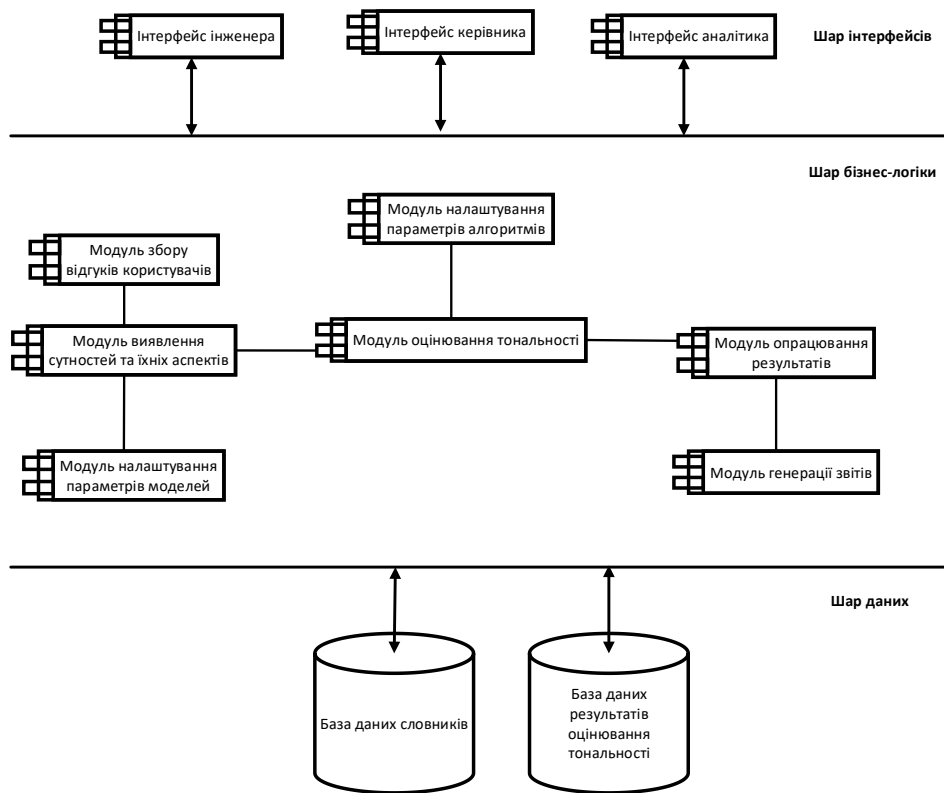 Інтерфейс інженера
Інтерфейс керівника
Інтерфейс аналітика
Шар інтерфейсів
Шар бізнес-логіки
Модуль налаштування
параметрів алгоритмів
Модуль збору
відгуків користувачів
Модуль виявлення
сутностей та їхніх аспектів
Модуль оцінювання тональності
Модуль опрацювання
результатів
Модуль налаштування
параметрів моделей
Модуль генерації звітів
Шар даних
База даних словників
База даних
результатів
оцінювання
тональності